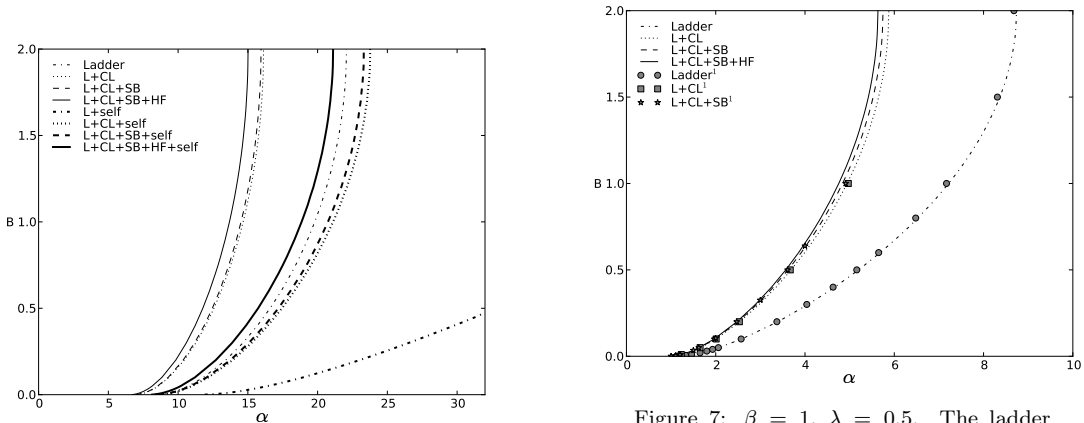 2.0
1.5
B 1.0
0.5
0.0
0 5 10 15 20 25 30
α
Ladder
L+CL
L+CL+SB
L+CL+SB+HF
L+self
L+CL+self
L+CL+SB+self
L+CL+SB+HF+self
2.0
1.5
B 1.0
0.5
0.0
0 2 4 6 8 10
α
Ladder
L+CL
L+CL+SB
L+CL+SB+HF
Ladder¹
L+CL¹
L+CL+SB¹
Figure 7: β = 1, λ = 0.5. The ladder